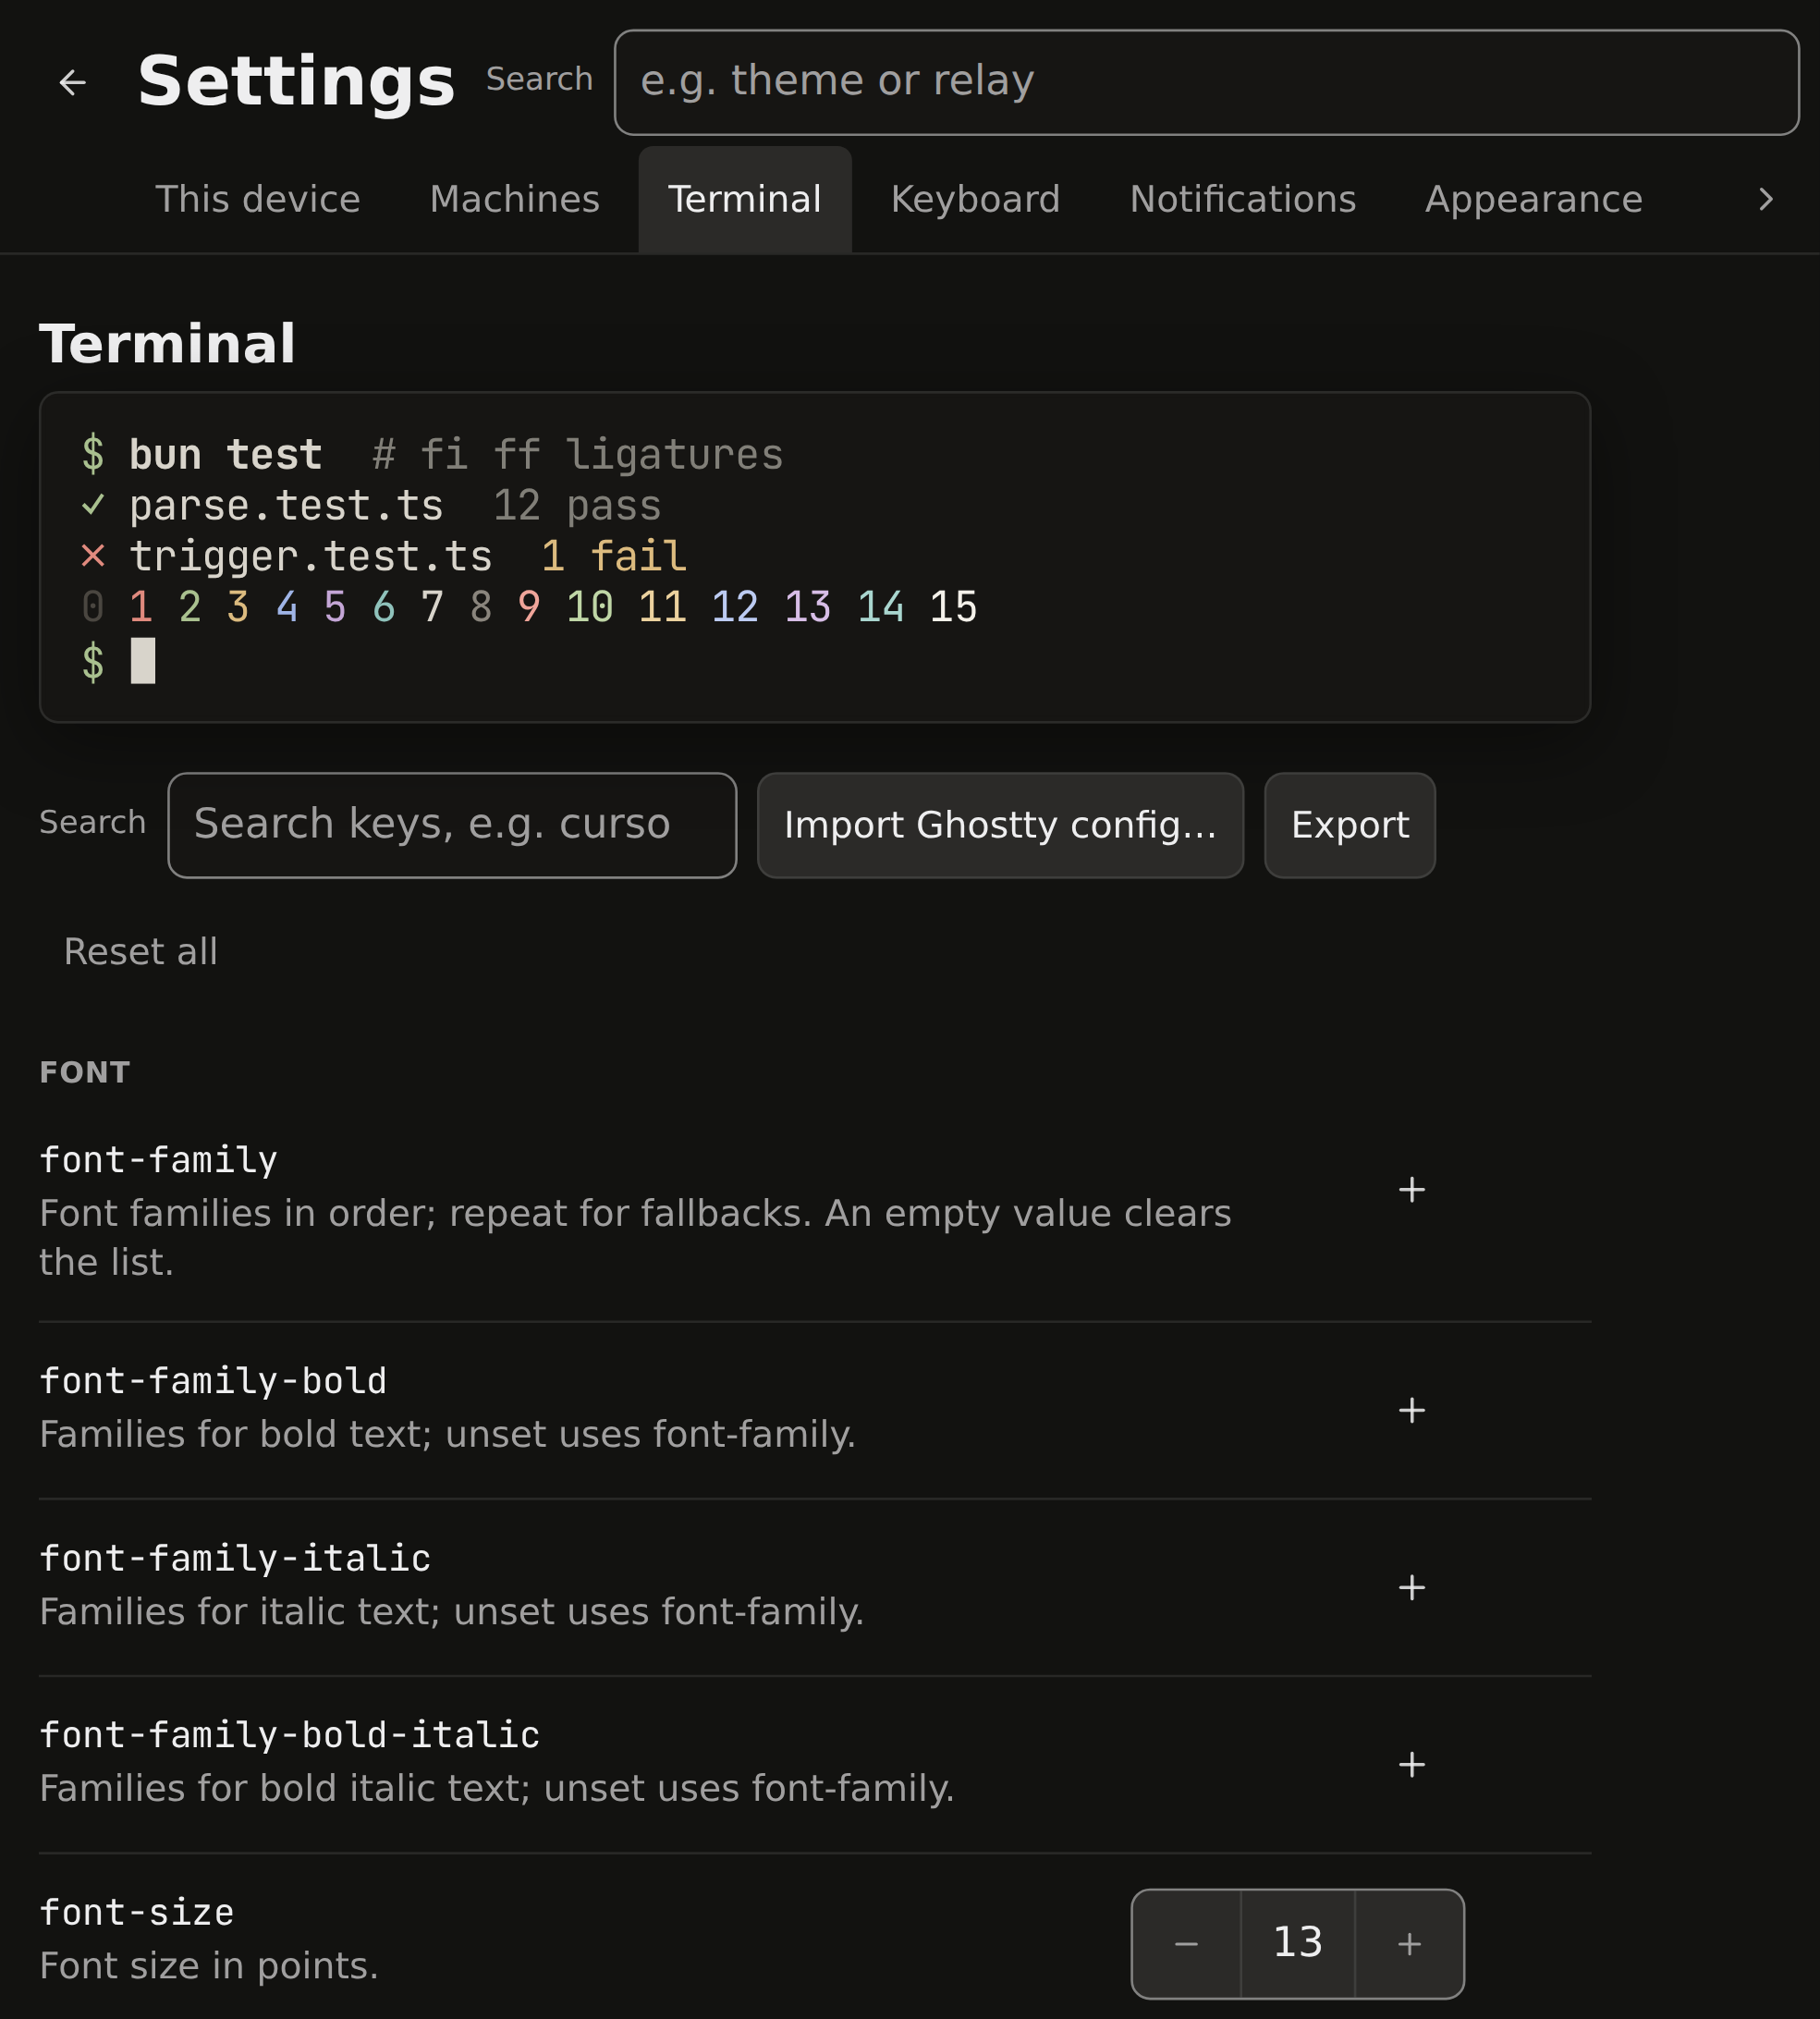 Settings Search e.g. theme or relay
This device Machines Terminal Keyboard Notifications Appearance
Terminal
$ bun test # fi ff ligatures
✓ parse.test.ts 12 pass
✕ trigger.test.ts 1 fail
0 1 2 3 4 5 6 7 8 9 10 11 12 13 14 15
$
Search Search keys, e.g. curso Import Ghostty config... Export
Reset all
FONT
font-family
Font families in order; repeat for fallbacks. An empty value clears
the list.
font-family-bold
Families for bold text; unset uses font-family.
font-family-italic
Families for italic text; unset uses font-family.
font-family-bold-italic
Families for bold italic text; unset uses font-family.
font-size
Font size in points.
− 13 +